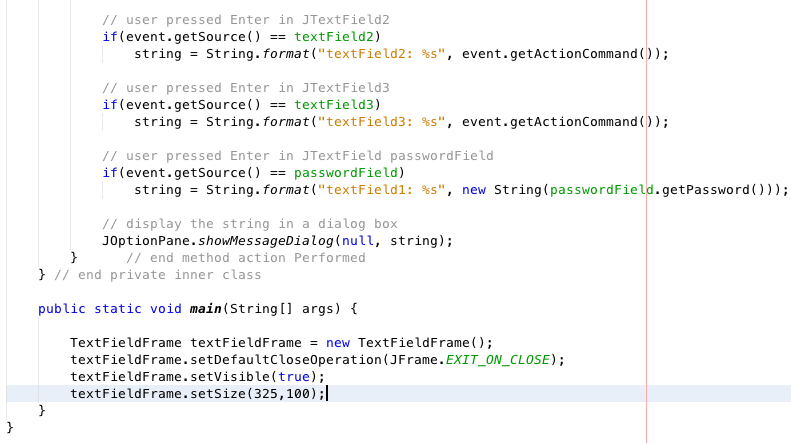 // user pressed Enter in JTextField2
if(event.getSource() == textField2)
string = String.format("textField2: %s", event.getActionCommand());
// user pressed Enter in JTextField3
if(event.getSource() == textField3)
string = String.format("textField3: %s", event.getActionCommand());
// user pressed Enter in JTextField passwordField
if(event.getSource() == passwordField)
string = String.format("textField1: %s", new String(passwordField.getPassword()));
// display the string in a dialog box
JOptionPane.showMessageDialog(null, string);
} // end method action Performed
} // end private inner class
public static void main(String[] args) {
TextFieldFrame textFieldFrame = new TextFieldFrame();
textFieldFrame.setDefaultCloseOperation(JFrame.EXIT_ON_CLOSE);
textFieldFrame.setVisible(true);
textFieldFrame.setSize(325,100);
}
}